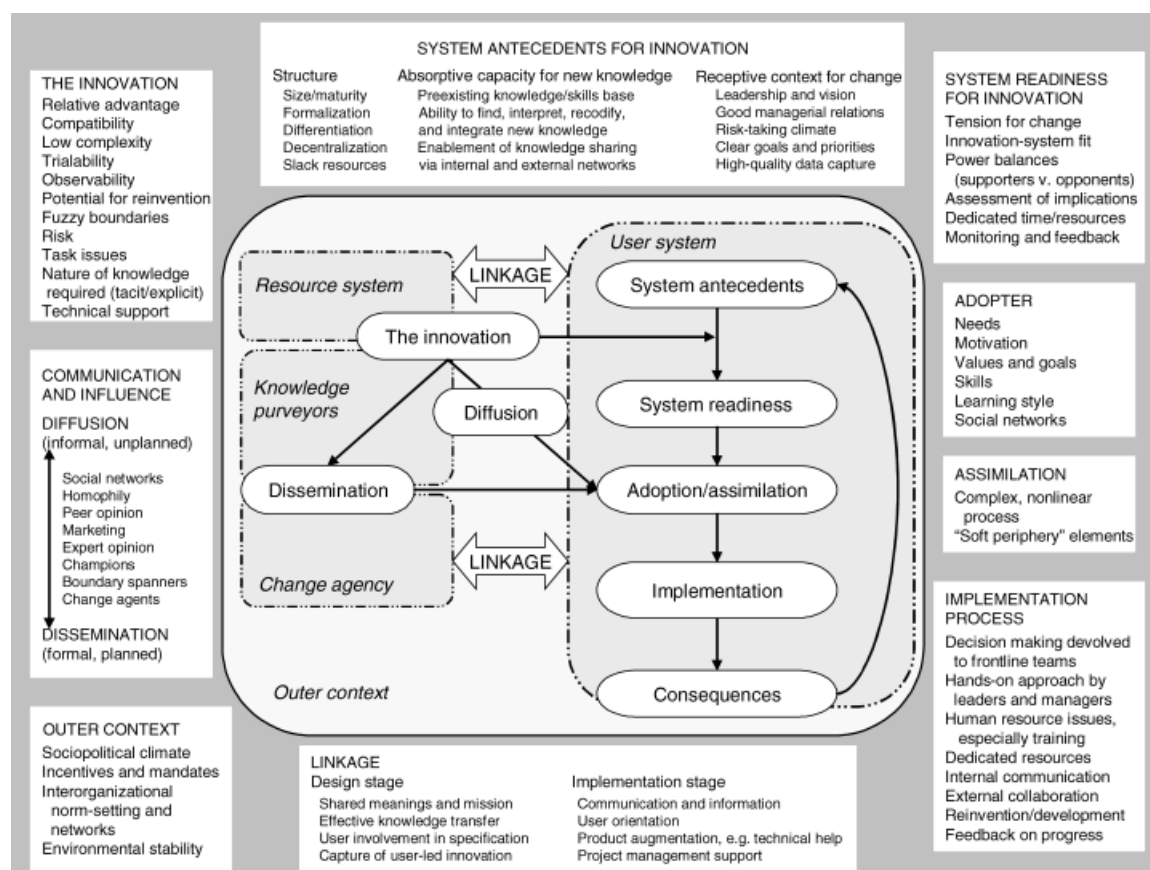 SYSTEM ANTECEDENTS FOR INNOVATION
Structure
Size/maturity
Formalization
Differentiation
Decentralization
Slack resources
Absorptive capacity for new knowledge
Preexisting knowledge/skills base
Ability to find, interpret, recodify,
and integrate new knowledge
Enablement of knowledge sharing
via internal and external networks
Receptive context for change
Leadership and vision
Good managerial relations
Risk-taking climate
Clear goals and priorities
High-quality data capture
THE INNOVATION
Relative advantage
Compatibility
Low complexity
Trialability
Observability
Potential for reinvention
Fuzzy boundaries
Risk
Task issues
Nature of knowledge
required (tacit/explicit)
Technical support
COMMUNICATION
AND INFLUENCE
DIFFUSION
(informal, unplanned)
Social networks
Homophily
Peer opinion
Marketing
Expert opinion
Champions
Boundary spanners
Change agents
DISSEMINATION
(formal, planned)
OUTER CONTEXT
Sociopolitical climate
Incentives and mandates
Interorganizational
norm-setting and
networks
Environmental stability
Resource system
LINKAGE
User system
System antecedents
The innovation
Knowledge
purveyors
Diffusion
System readiness
Dissemination
Adoption/assimilation
LINKAGE
Change agency
Implementation
Outer context
Consequences
LINKAGE
Design stage
Shared meanings and mission
Effective knowledge transfer
User involvement in specification
Capture of user-led innovation
Implementation stage
Communication and information
User orientation
Product augmentation, e.g. technical help
Project management support
SYSTEM READINESS
FOR INNOVATION
Tension for change
Innovation-system fit
Power balances
(supporters v. opponents)
Assessment of implications
Dedicated time/resources
Monitoring and feedback
ADOPTER
Needs
Motivation
Values and goals
Skills
Learning style
Social networks
ASSIMILATION
Complex, nonlinear
process
“Soft periphery” elements
IMPLEMENTATION
PROCESS
Decision making devolved
to frontline teams
Hands-on approach by
leaders and managers
Human resource issues,
especially training
Dedicated resources
Internal communication
External collaboration
Reinvention/development
Feedback on progress